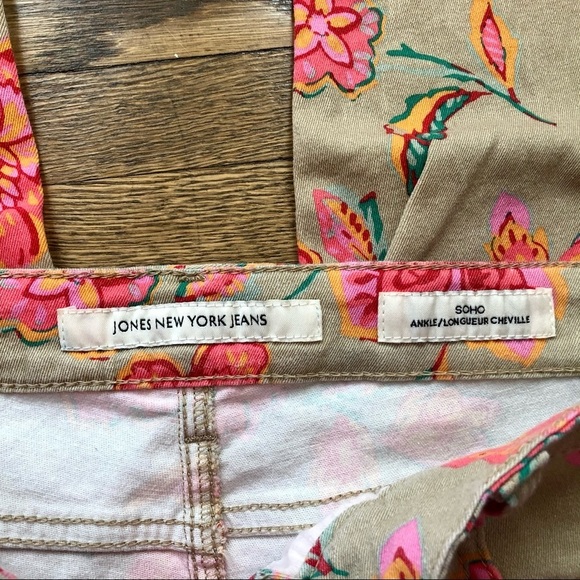 JONES NEW YORK JEANS
SOHO
ANKLE/LONGUEUR CHEVILLE